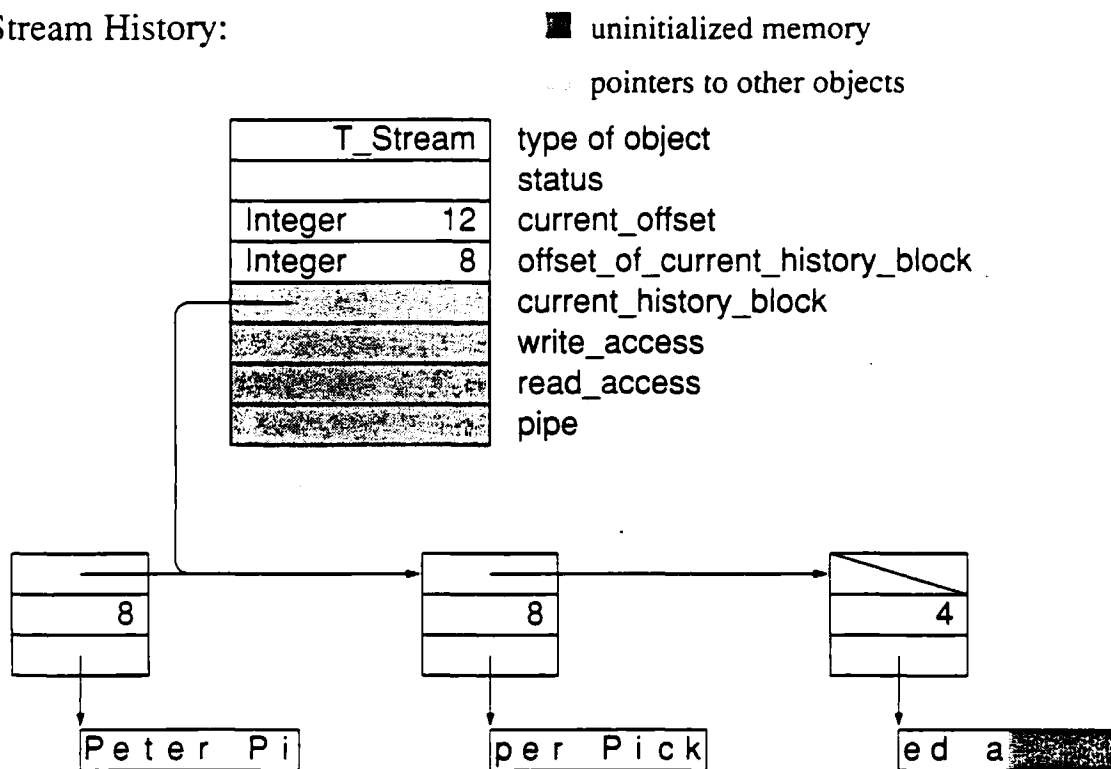 Stream History:
uninitialized memory
pointers to other objects
T_Stream type of object
status
Integer 12 current_offset
Integer 8 offset_of_current_history_block
current_history_block
write_access
read_access
pipe
8 8 4
Peter Pi per Pick ed a